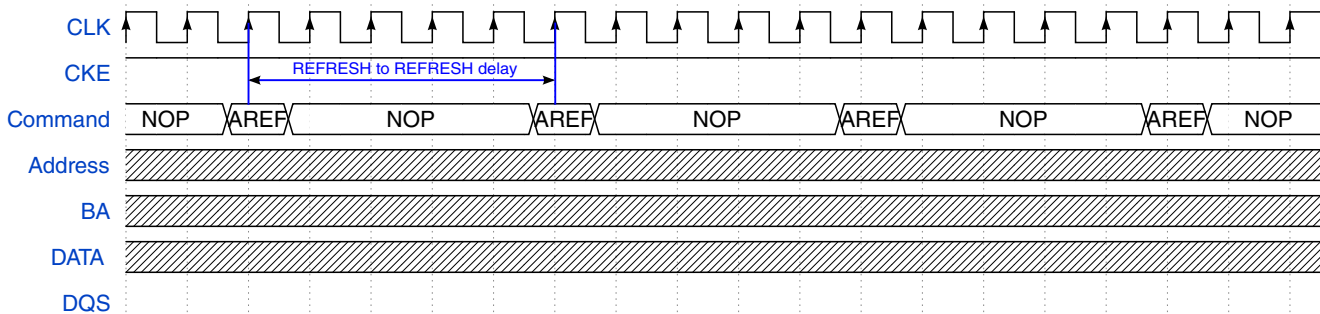 CLK
CKE
REFRESH to REFRESH delay
Command NOP AREF NOP AREF NOP AREF NOP AREF NOP
Address
BA
DATA
DQS